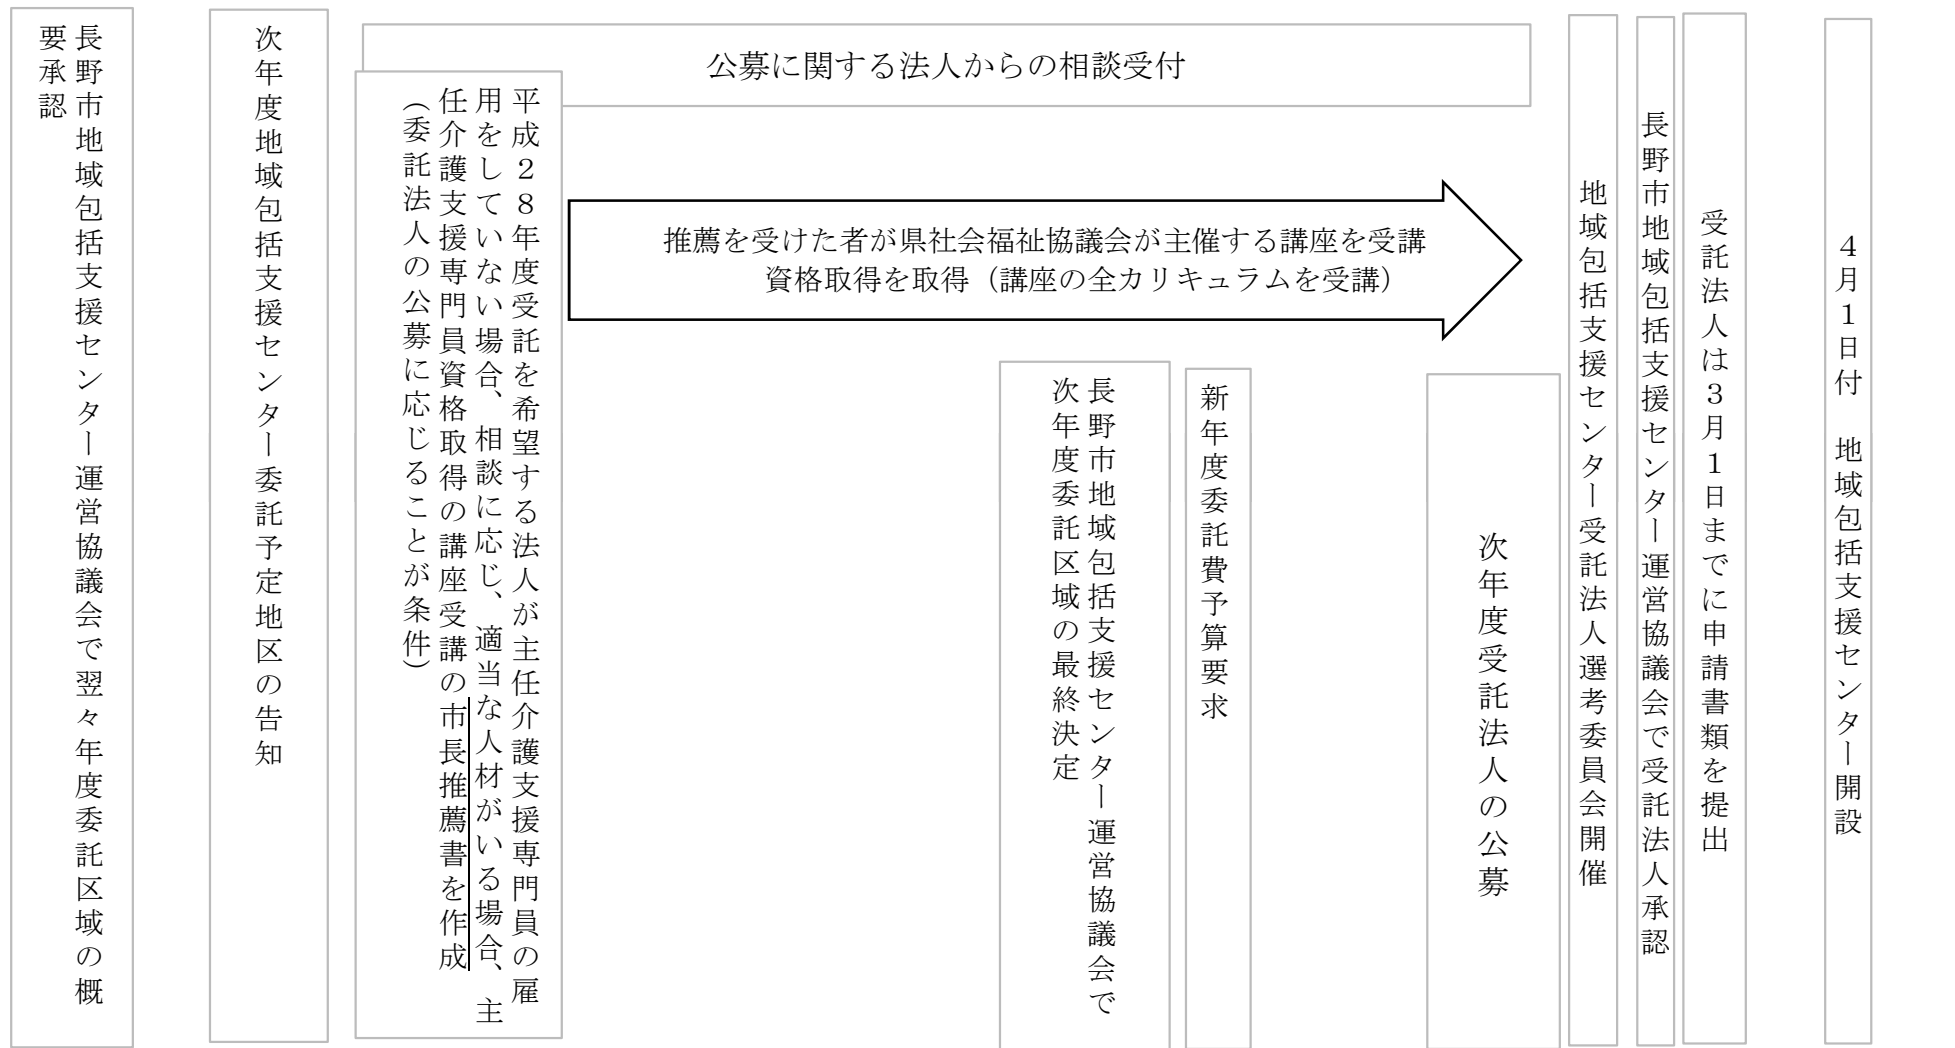 長野市地域包括支援センター運営協議会で翌々年度委託区域の概
要承認
次年度地域包括支援センター委託予定地区の告知
公募に関する法人からの相談受付
平成２８年度受託を希望する法人が主任介護支援専門員の雇
用をしていない場合、相談に応じ、適当な人材がいる場合、主
任介護支援専門員資格取得の講座受講の市長推薦書を作成
（委託法人の公募に応じることが条件）
推薦を受けた者が県社会福祉協議会が主催する講座を受講
資格取得を取得（講座の全カリキュラムを受講）
長野市地域包括支援センター運営協議会で
次年度委託区域の最終決定
新年度委託費予算要求
次年度受託法人の公募
地域包括支援センター受託法人選考委員会開催
長野市地域包括支援センター運営協議会で受託法人承認
受託法人は３月１日までに申請書類を提出
４月１日付　地域包括支援センター開設